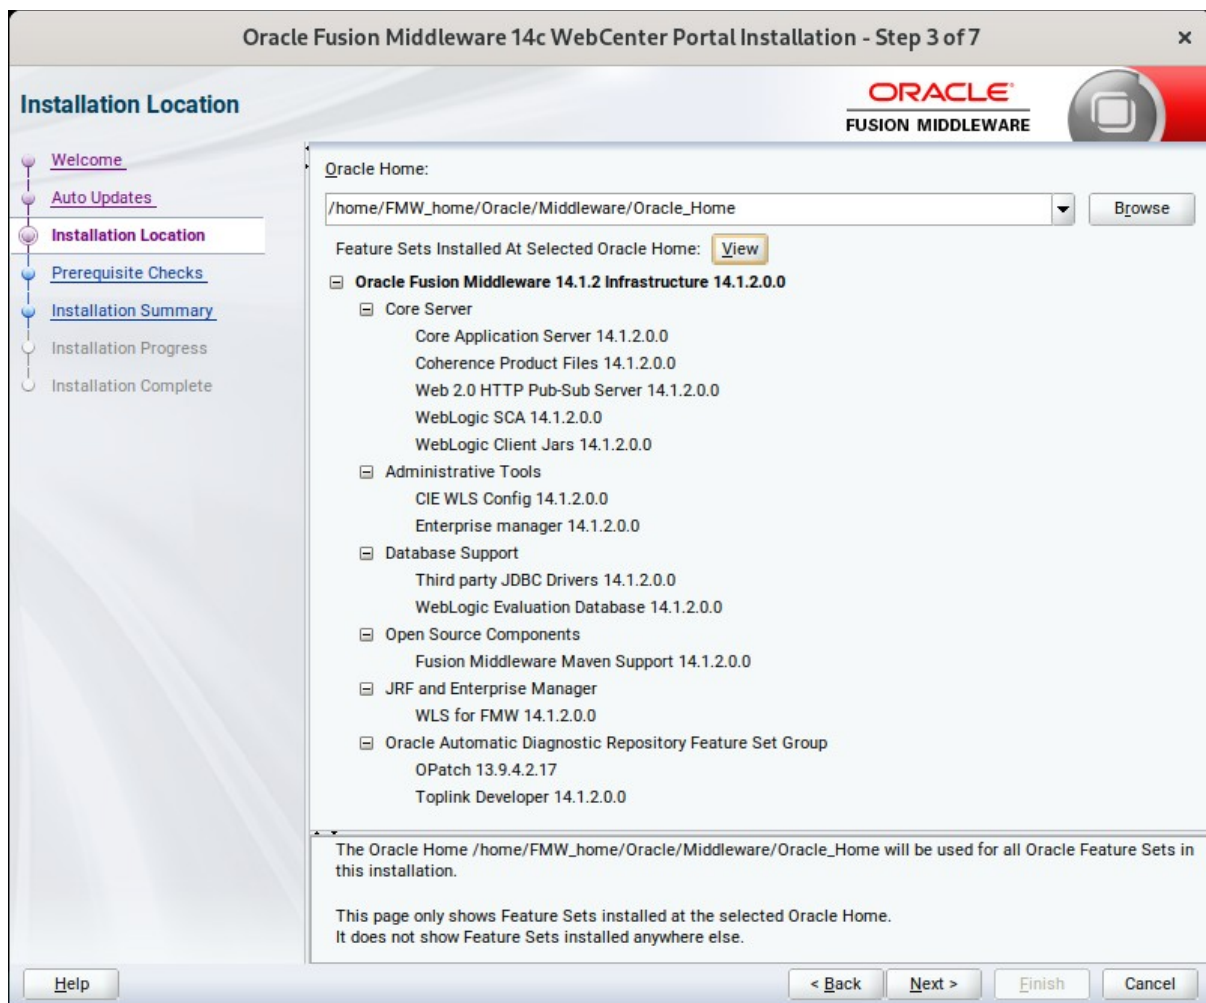 Oracle Fusion Middleware 14c WebCenter Portal Installation - Step 3 of 7
Installation Location
ORACLE
FUSION MIDDLEWARE
Welcome
Auto Updates
Installation Location
Prerequisite Checks
Installation Summary
Installation Progress
Installation Complete
Oracle Home:
/home/FMW_home/Oracle/Middleware/Oracle_Home
Browse
Feature Sets Installed At Selected Oracle Home: View
Oracle Fusion Middleware 14.1.2 Infrastructure 14.1.2.0.0
Core Server
Core Application Server 14.1.2.0.0
Coherence Product Files 14.1.2.0.0
Web 2.0 HTTP Pub-Sub Server 14.1.2.0.0
WebLogic SCA 14.1.2.0.0
WebLogic Client Jars 14.1.2.0.0
Administrative Tools
CIE WLS Config 14.1.2.0.0
Enterprise manager 14.1.2.0.0
Database Support
Third party JDBC Drivers 14.1.2.0.0
WebLogic Evaluation Database 14.1.2.0.0
Open Source Components
Fusion Middleware Maven Support 14.1.2.0.0
JRF and Enterprise Manager
WLS for FMW 14.1.2.0.0
Oracle Automatic Diagnostic Repository Feature Set Group
OPatch 13.9.4.2.17
Toplink Developer 14.1.2.0.0
The Oracle Home /home/FMW_home/Oracle/Middleware/Oracle_Home will be used for all Oracle Feature Sets in
this installation.
This page only shows Feature Sets installed at the selected Oracle Home.
It does not show Feature Sets installed anywhere else.
Help
< Back
Next >
Finish
Cancel